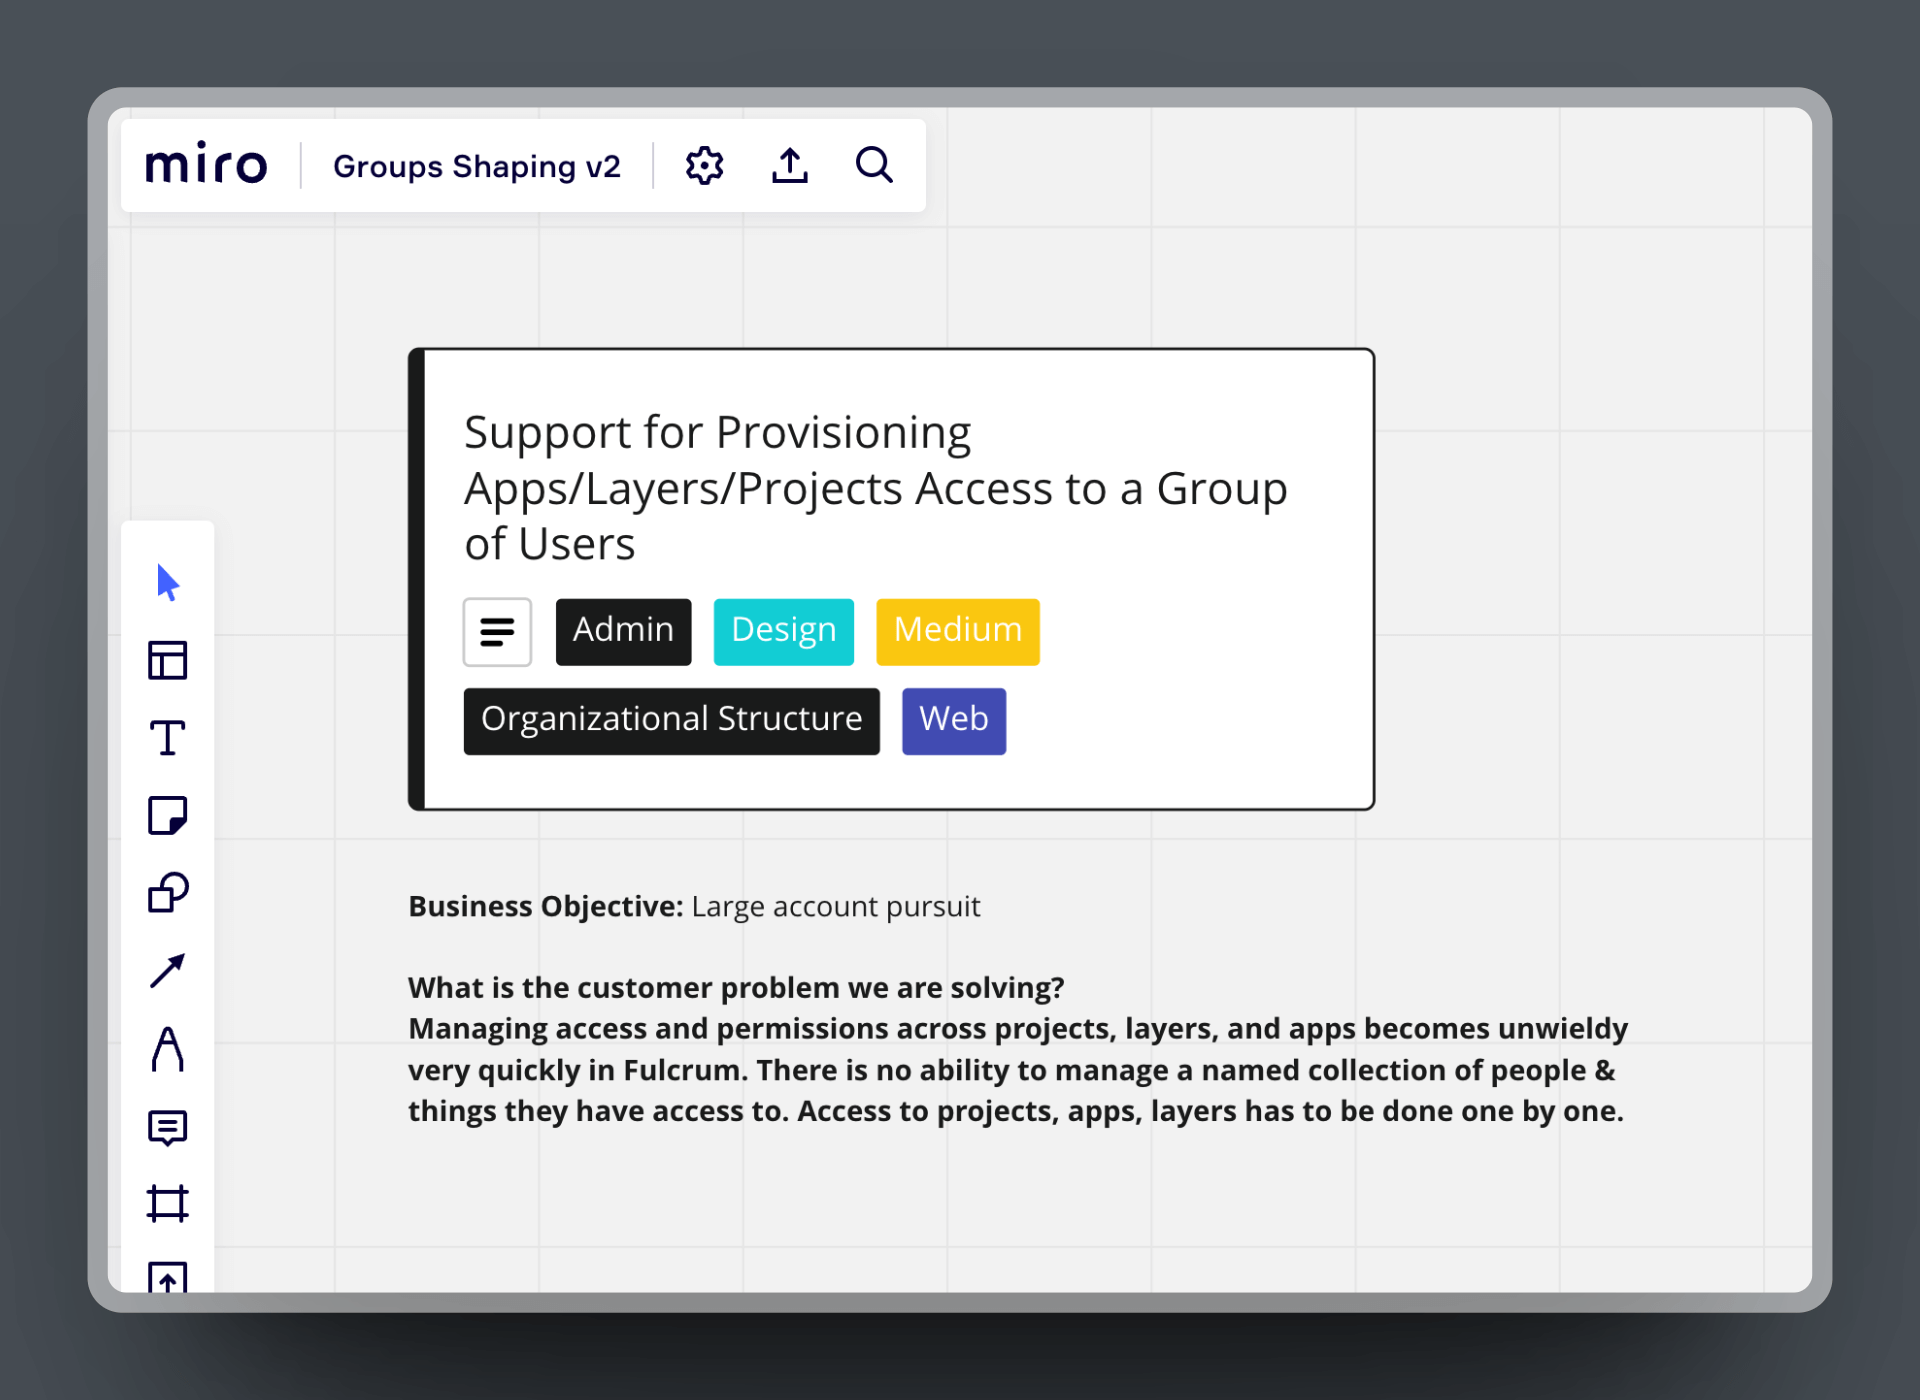 miro
Groups Shaping v2
Support for Provisioning
Apps/Layers/Projects Access to a Group
of Users
Admin
Design
Medium
Organizational Structure
Web
Business Objective: Large account pursuit
What is the customer problem we are solving?
Managing access and permissions across projects, layers, and apps becomes unwieldy
very quickly in Fulcrum. There is no ability to manage a named collection of people &
things they have access to. Access to projects, apps, layers has to be done one by one.